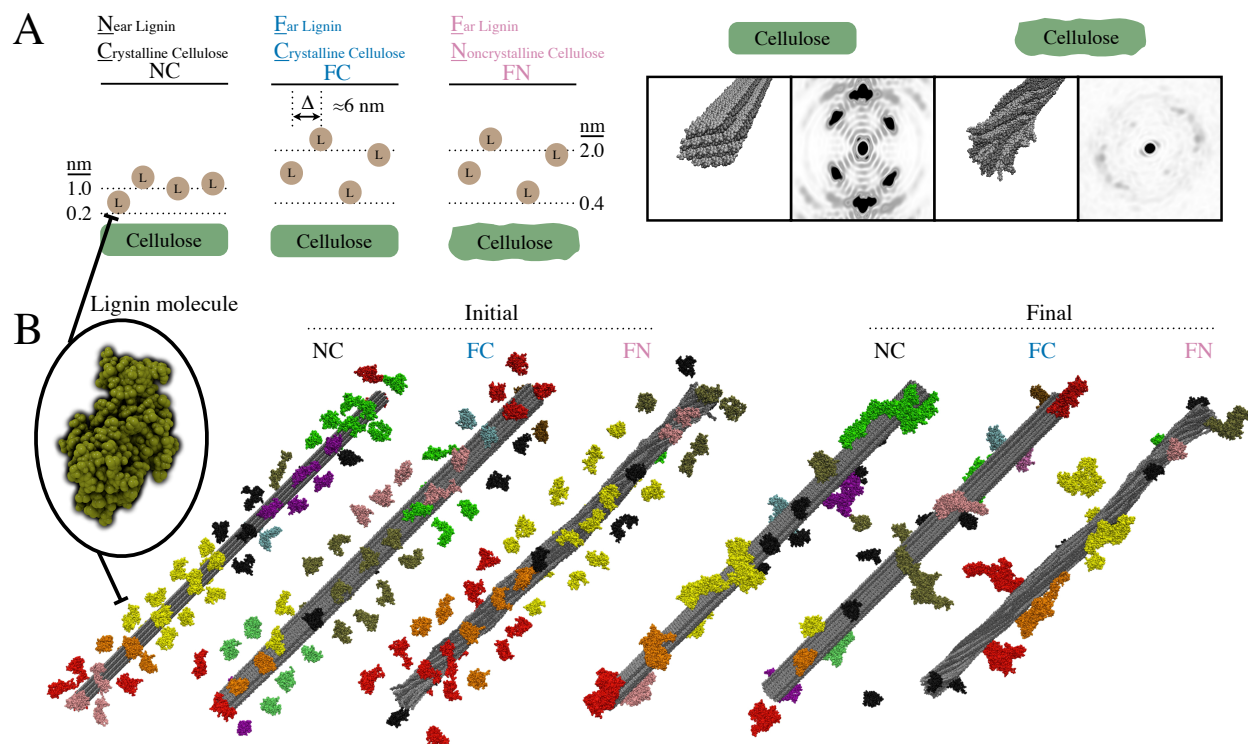 A
Near Lignin
Crystalline Cellulose
NC
Far Lignin
Crystalline Cellulose
FC
Far Lignin
Noncrystalline Cellulose
FN
Δ
≈6 nm
nm
1.0
0.2
L
L
L
L
L
L
L
L
L
L
L
L
nm
2.0
0.4
Cellulose
Cellulose
Cellulose
Cellulose
Cellulose
B
Lignin molecule
Initial
NC
FC
FN
Final
NC
FC
FN